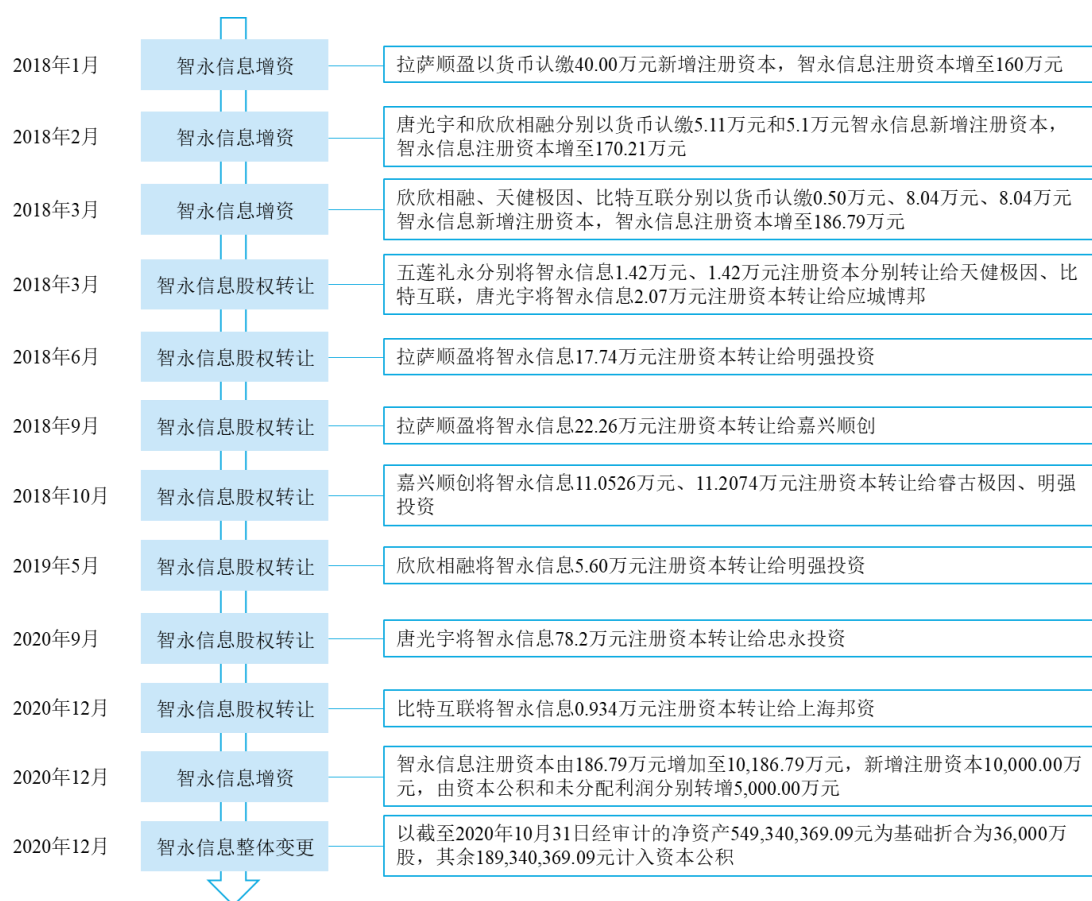 2018年1月
智永信息增资
拉萨顺盈以货币认缴40.00万元新增注册资本，智永信息注册资本增至160万元
2018年2月
智永信息增资
唐光宇和欣欣相融分别以货币认缴5.11万元和5.1万元智永信息新增注册资本，
智永信息注册资本增至170.21万元
2018年3月
智永信息增资
欣欣相融、天健极因、比特互联分别以货币认缴0.50万元、8.04万元、8.04万元
智永信息新增注册资本，智永信息注册资本增至186.79万元
2018年3月
智永信息股权转让
五莲礼永分别将智永信息1.42万元、1.42万元注册资本分别转让给天健极因、比
特互联，唐光宇将智永信息2.07万元注册资本转让给应城博邦
2018年6月
智永信息股权转让
拉萨顺盈将智永信息17.74万元注册资本转让给明强投资
2018年9月
智永信息股权转让
拉萨顺盈将智永信息22.26万元注册资本转让给嘉兴顺创
2018年10月
智永信息股权转让
嘉兴顺创将智永信息11.0526万元、11.2074万元注册资本转让给睿古极因、明强
投资
2019年5月
智永信息股权转让
欣欣相融将智永信息5.60万元注册资本转让给明强投资
2020年9月
智永信息股权转让
唐光宇将智永信息78.2万元注册资本转让给忠永投资
2020年12月
智永信息股权转让
比特互联将智永信息0.934万元注册资本转让给上海邦资
2020年12月
智永信息增资
智永信息注册资本由186.79万元增加至10,186.79万元，新增注册资本10,000.00万
元，由资本公积和未分配利润分别转增5,000.00万元
2020年12月
智永信息整体变更
以截至2020年10月31日经审计的净资产549,340,369.09元为基础折合为36,000万
股，其余189,340,369.09元计入资本公积